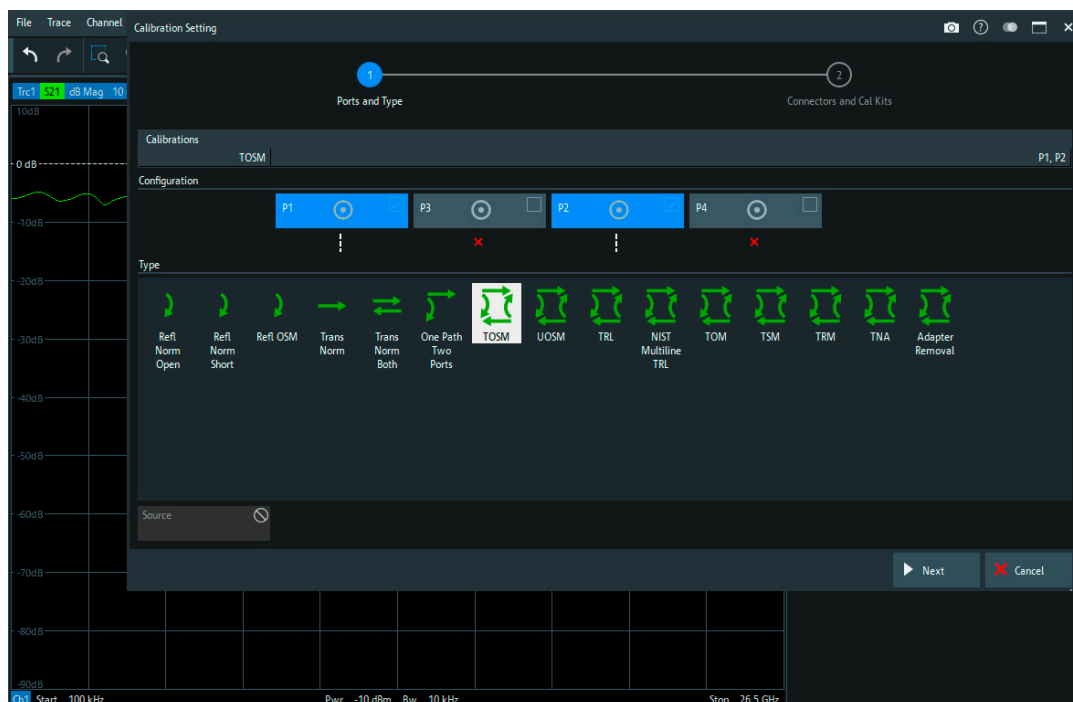 File Trace Channel
Calibration Setting
1
2
Ports and Type
Connectors and Cal Kits
Trc1 S21 dB Mag 10
10dB
Calibrations
TOSM
P1, P2
0 dB
Configuration
P1
P3
P2
P4
-10dB
Type
-20dB
-30dB
Refl Norm Open
Refl Norm Short
Refl OSM
Trans Norm
Trans Norm Both
One Path Two Ports
TOSM
UOSM
TRL
NIST Multiline TRL
TOM
TSM
TRM
TNA
Adapter Removal
-40dB
-50dB
-60dB
Source
-70dB
Next
Cancel
-80dB
-90dB
Ch1 Start 100 kHz
Pwr -10 dBm Bw 10 kHz
Stop 26.5 GHz